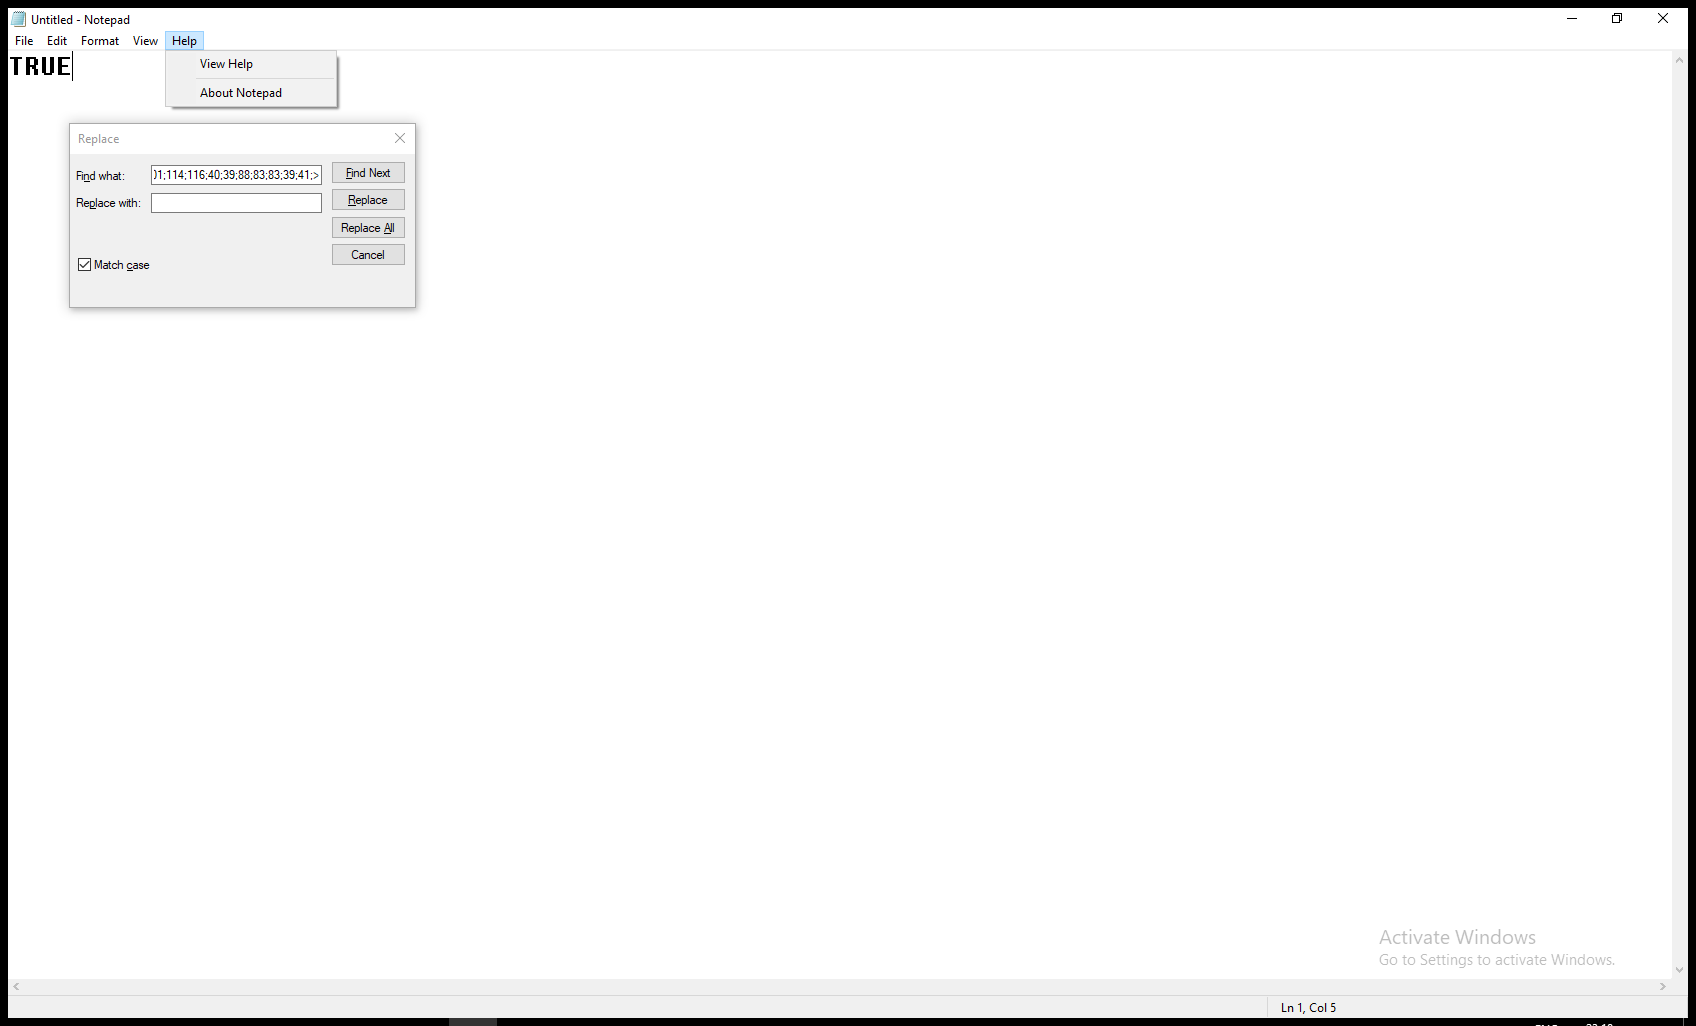 Untitled - Notepad
File Edit Format View Help
TRUE
View Help
About Notepad
Replace
Find what: 01;114;116;40;39;88;83;83;39;41;> Find Next
Replace with: Replace
Replace All
Cancel
Match case
Activate Windows
Go to Settings to activate Windows.
Ln 1, Col 5